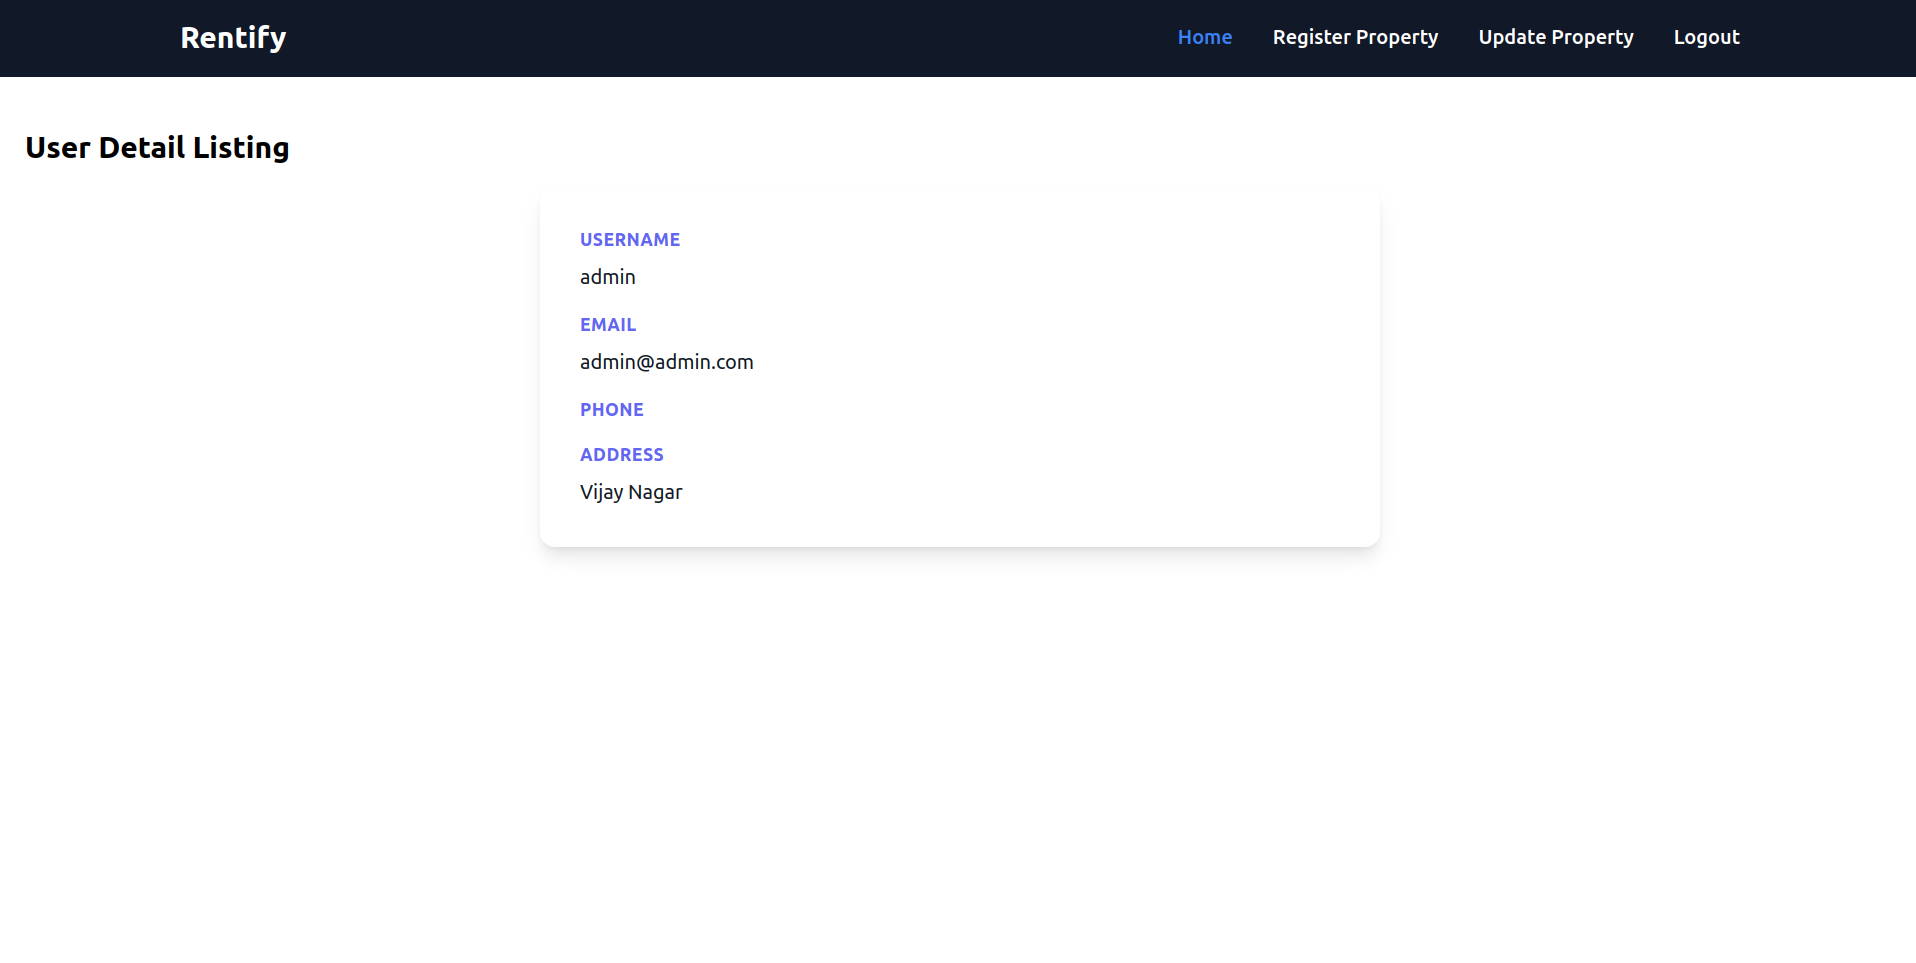 Rentify
Home Register Property Update Property Logout
User Detail Listing
USERNAME
admin
EMAIL
admin@admin.com
PHONE
ADDRESS
Vijay Nagar